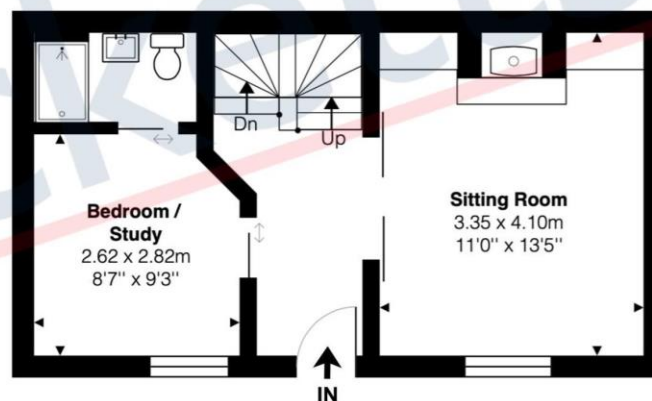 Dn
Up
Bedroom /
Study
2.62 x 2.82m
8'7" x 9'3"
Sitting Room
3.35 x 4.10m
11'0" x 13'5"
IN